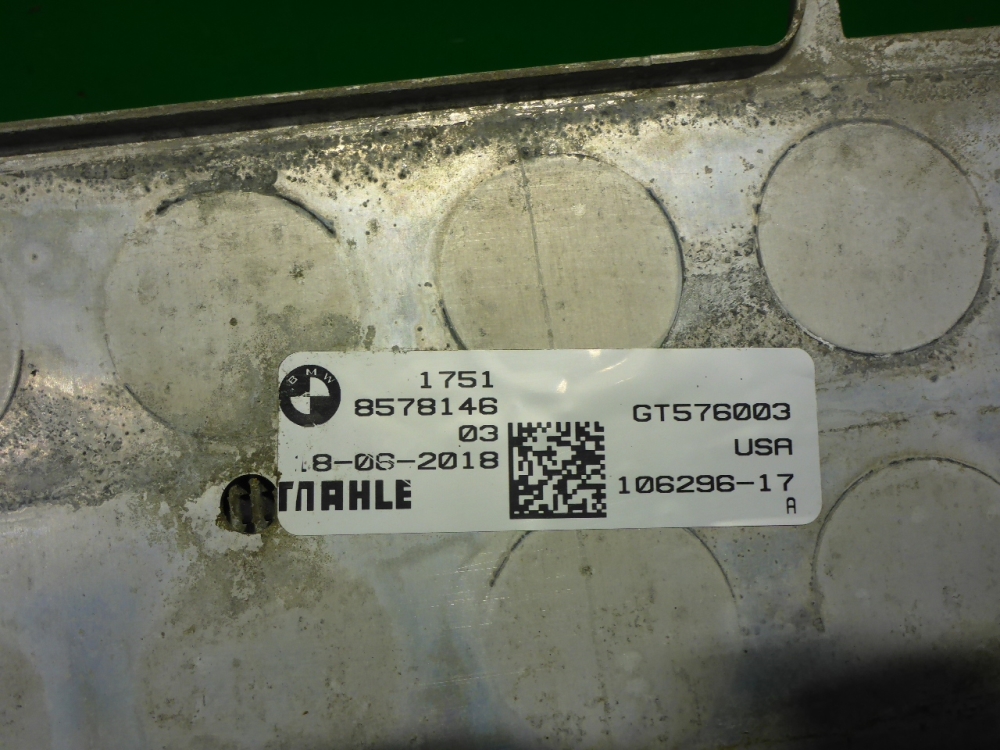 BMW
1751
8578146
03
8-06-2018
MAHLE
GT576003
USA
106296-17
A